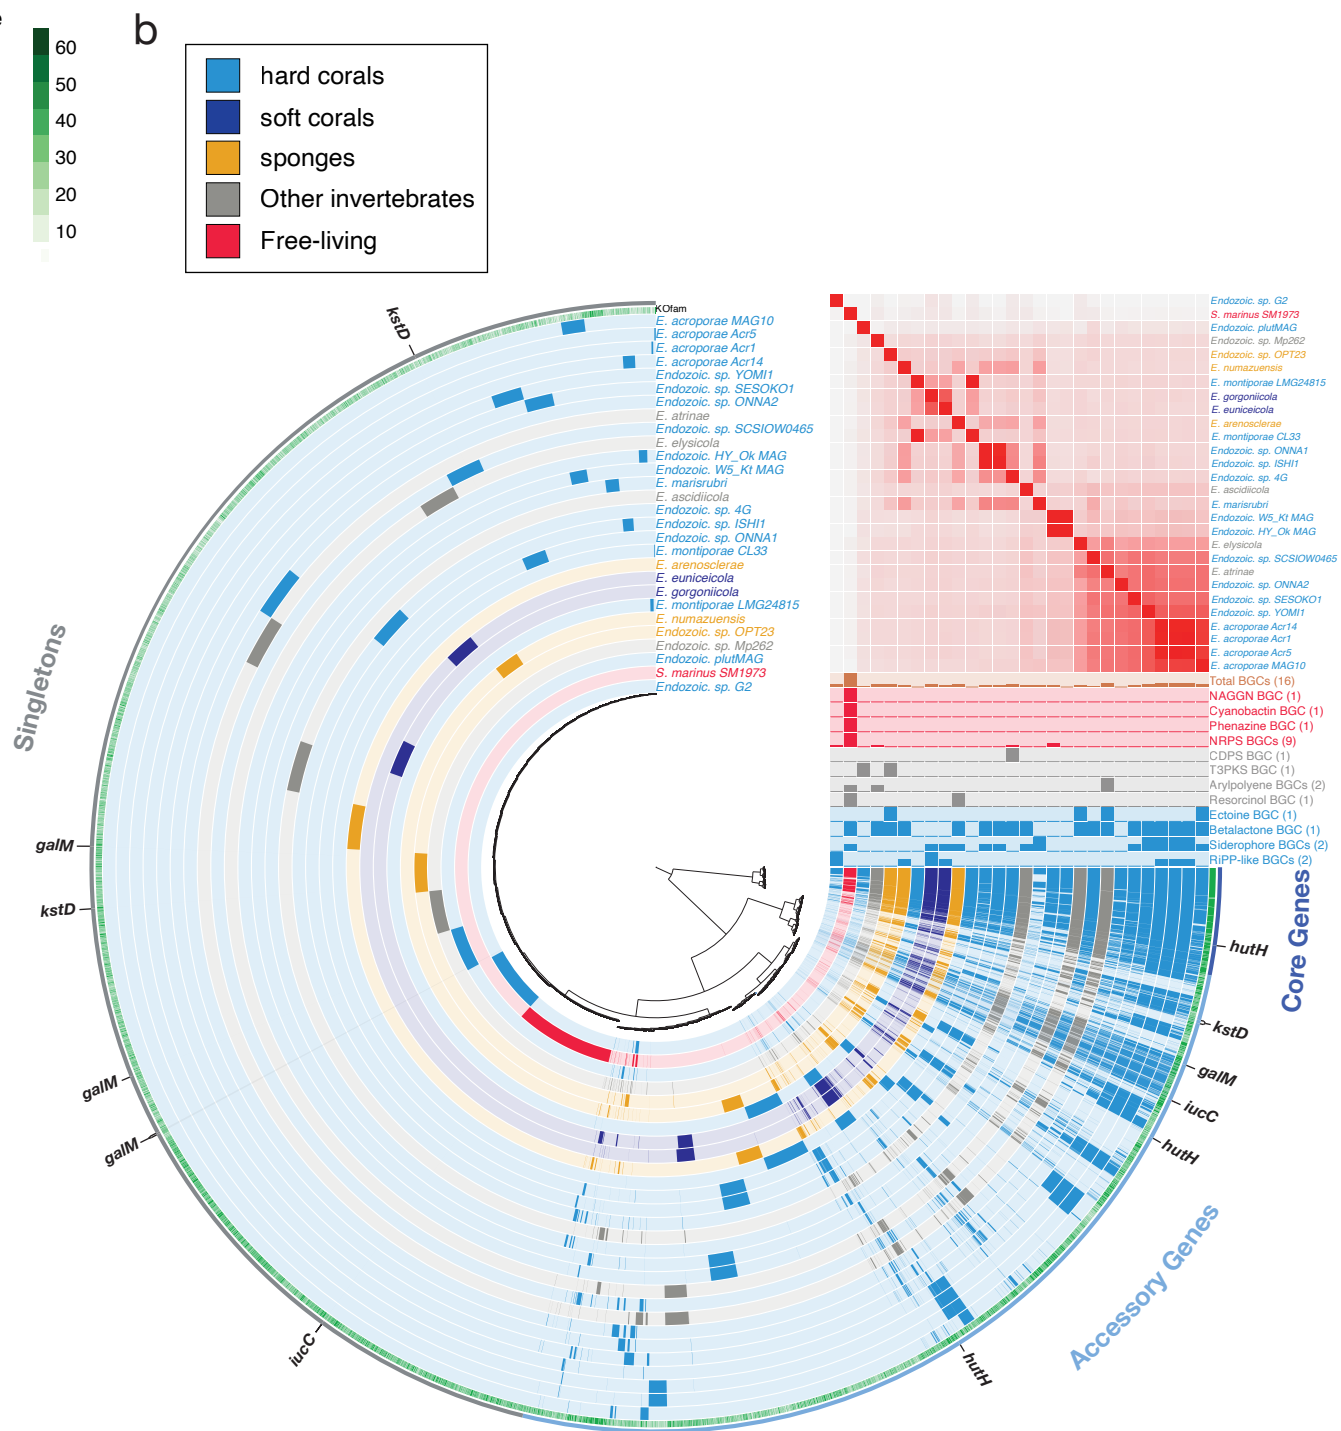 e
b
60
50
40
30
20
10
hard corals
soft corals
sponges
Other invertebrates
Free-living
KOfam
E. acroporae MAG10
E. acroporae Acr5
E. acroporae Acr1
E. acroporae Acr14
Endozoic. sp. YOMI1
Endozoic. sp. SESOKO1
Endozoic. sp. ONNA2
E. atrinae
Endozoic. sp. SCSIOW0465
E. elysicola
Endozoic. HY_Ok MAG
Endozoic. W5_Kt MAG
E. marisrubri
E. ascidiicola
Endozoic. sp. 4G
Endozoic. sp. ISHI1
Endozoic. sp. ONNA1
E. montiporae CL33
E. arenosclerae
E. euniceicola
E. gorgoniicola
E. montiporae LMG24815
E. numazuensis
Endozoic. sp. OPT23
Endozoic. sp. Mp262
Endozoic. plutMAG
S. marinus SM1973
Endozoic. sp. G2
Endozoic. sp. G2
S. marinus SM1973
Endozoic. plutMAG
Endozoic. sp. Mp262
Endozoic. sp. OPT23
E. numazuensis
E. montiporae LMG24815
E. gorgoniicola
E. euniceicola
E. arenosclerae
E. montiporae CL33
Endozoic. sp. ONNA1
Endozoic. sp. ISHI1
Endozoic. sp. 4G
E. ascidiicola
E. marisrubri
Endozoic. W5_Kt MAG
Endozoic. HY_Ok MAG
E. elysicola
Endozoic. sp. SCSIOW0465
E. atrinae
Endozoic. sp. ONNA2
Endozoic. sp. SESOKO1
Endozoic. sp. YOMI1
E. acroporae Acr14
E. acroporae Acr1
E. acroporae Acr5
E. acroporae MAG10
Total BGCs (16)
NAGGN BGC (1)
Cyanobactin BGC (1)
Phenazine BGC (1)
NRPS BGCs (9)
CDPS BGC (1)
T3PKS BGC (1)
Arylpolyene BGCs (2)
Resorcinol BGC (1)
Ectoine BGC (1)
Betalactone BGC (1)
Siderophore BGCs (2)
RiPP-like BGCs (2)
Core Genes
hutH
kstD
galM
iucC
hutH
Accessory Genes
hutH
Singletons
kstD
galM
kstD
galM
galM
iucC